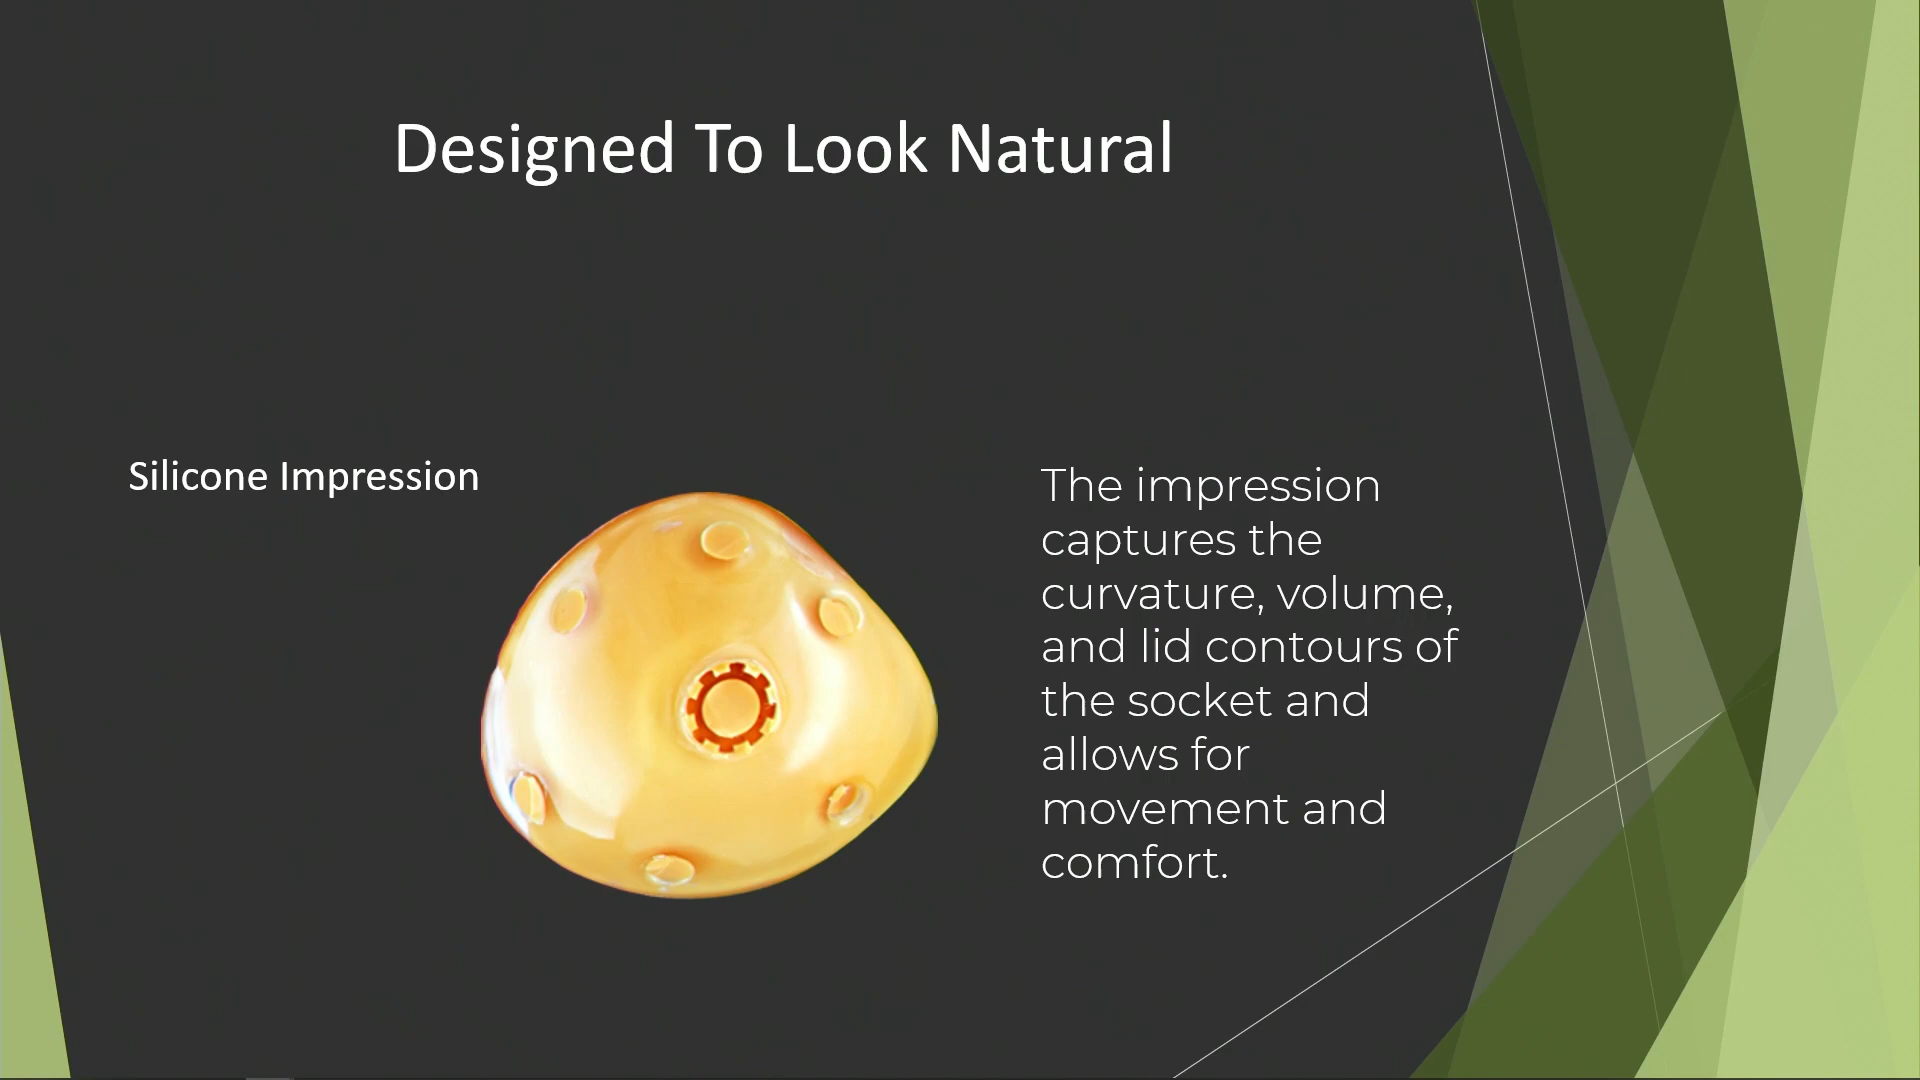 Designed To Look Natural
Silicone Impression
The impression
captures the
curvature, volume,
and lid contours of
the socket and
allows for
movement and
comfort.